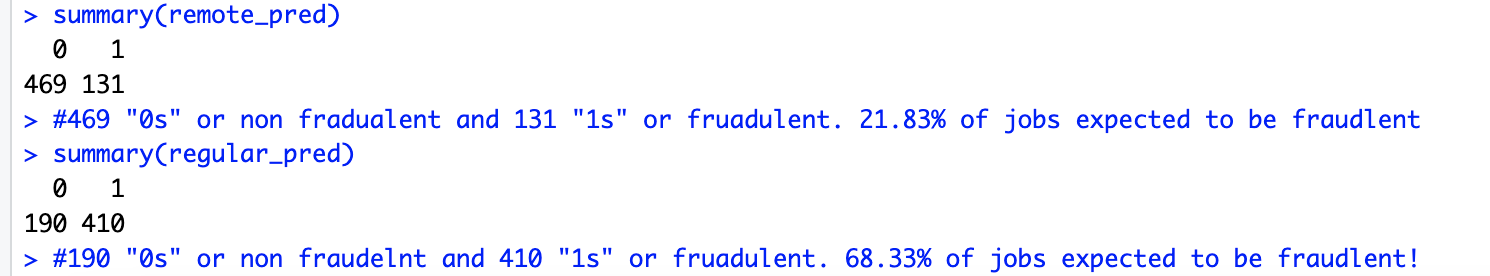 > summary(remote_pred)
  0   1
469 131
> #469 "0s" or non fradualent and 131 "1s" or fruadulent. 21.83% of jobs expected to be fraudlent
> summary(regular_pred)
  0   1
190 410
> #190 "0s" or non fraudelnt and 410 "1s" or fruadulent. 68.33% of jobs expected to be fraudlent!